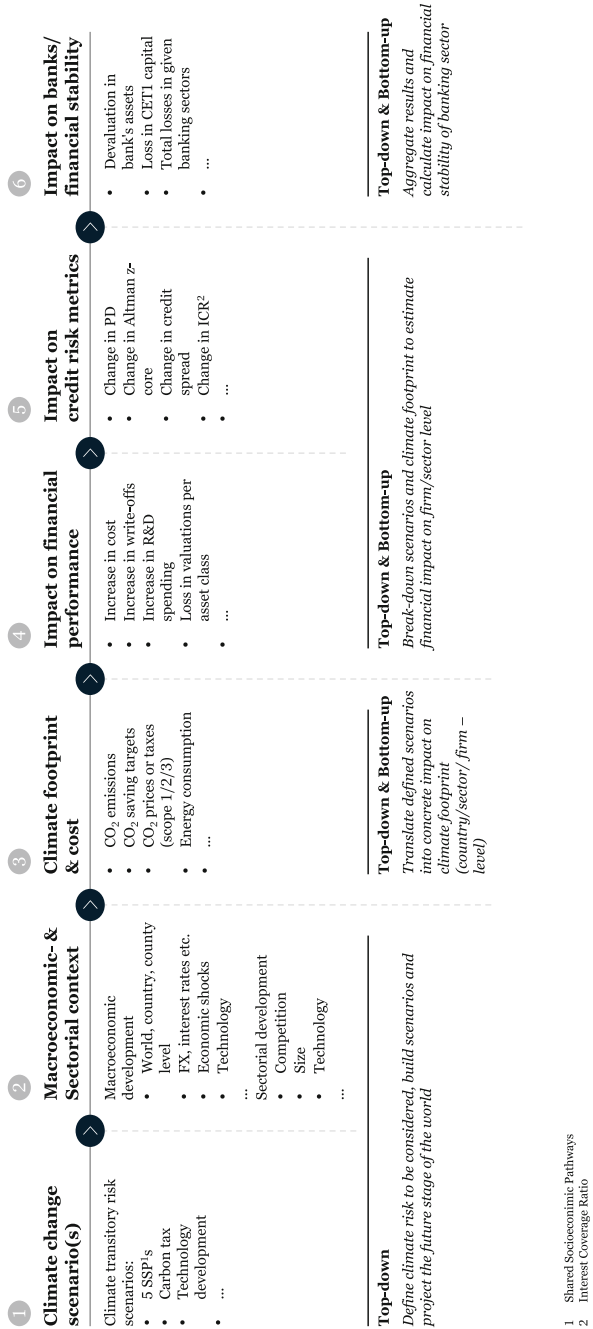 1
Climate change
scenario(s)
Climate transitory risk
scenarios:
• 5 SSP¹s
• Carbon tax
• Technology
development
• ...
2
Macroeconomic- &
Sectorial context
Macroeconomic
development
• World, country, county
level
• FX, interest rates etc.
• Economic shocks
• Technology
...
Sectorial development
• Competition
• Size
• Technology
...
Top-down
Define climate risk to be considered, build scenarios and
project the future stage of the world
3
Climate footprint
& cost
• CO₂ emissions
• CO₂ saving targets
• CO₂ prices or taxes
(scope 1/2/3)
• Energy consumption
• ...
Top-down & Bottom-up
Translate defined scenarios
into concrete impact on
climate footprint
(country/sector/ firm –
level)
4
Impact on financial
performance
• Increase in cost
• Increase in write-offs
• Increase in R&D
spending
• Loss in valuations per
asset class
• ...
5
Impact on
credit risk metrics
• Change in PD
• Change in Altman z-
core
• Change in credit
spread
• Change in ICR²
• ...
Top-down & Bottom-up
Break-down scenarios and climate footprint to estimate
financial impact on firm/sector level
6
Impact on banks/
financial stability
• Devaluation in
bank's assets
• Loss in CET1 capital
• Total losses in given
banking sectors
• ...
Top-down & Bottom-up
Aggregate results and
calculate impact on financial
stability of banking sector
1 Shared Socioeconimic Pathways
2 Interest Coverage Ratio